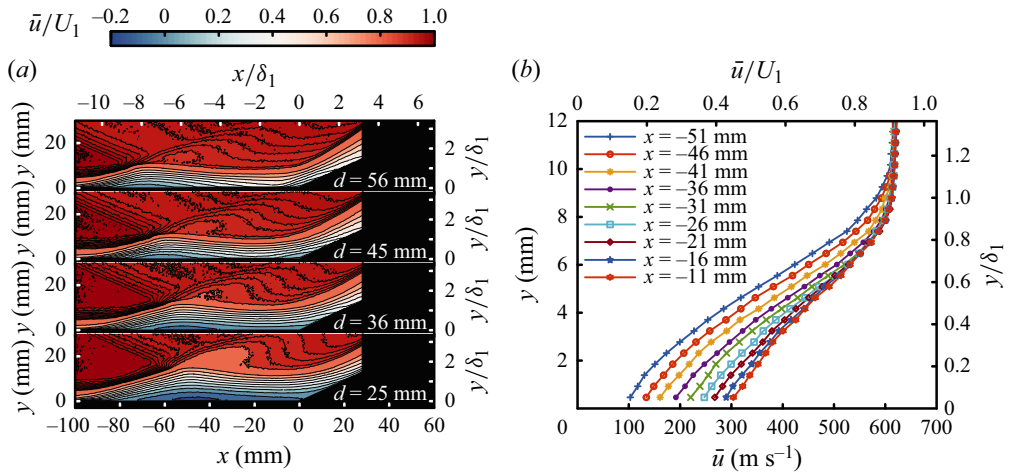 ū/U₁ −0.2 0 0.2 0.4 0.6 0.8 1.0
(a) x/δ₁
−10 −8 −6 −4 −2 0 2 4 6
y (mm) 20 0 d = 56 mm 2 0 y/δ₁
y (mm) 20 0 d = 45 mm 2 0 y/δ₁
y (mm) 20 0 d = 36 mm 2 0 y/δ₁
y (mm) 20 0 d = 25 mm 2 0 y/δ₁
−100 −80 −60 −40 −20 0 20 40 60
x (mm)
(b) ū/U₁
0 0.2 0.4 0.6 0.8 1.0
12
10
8
6
4
2
0
y (mm)
x = −51 mm
x = −46 mm
x = −41 mm
x = −36 mm
x = −31 mm
x = −26 mm
x = −21 mm
x = −16 mm
x = −11 mm
1.2
1.0
0.8
0.6
0.4
0.2
0
y/δ₁
100 200 300 400 500 600 700
ū (m s⁻¹)